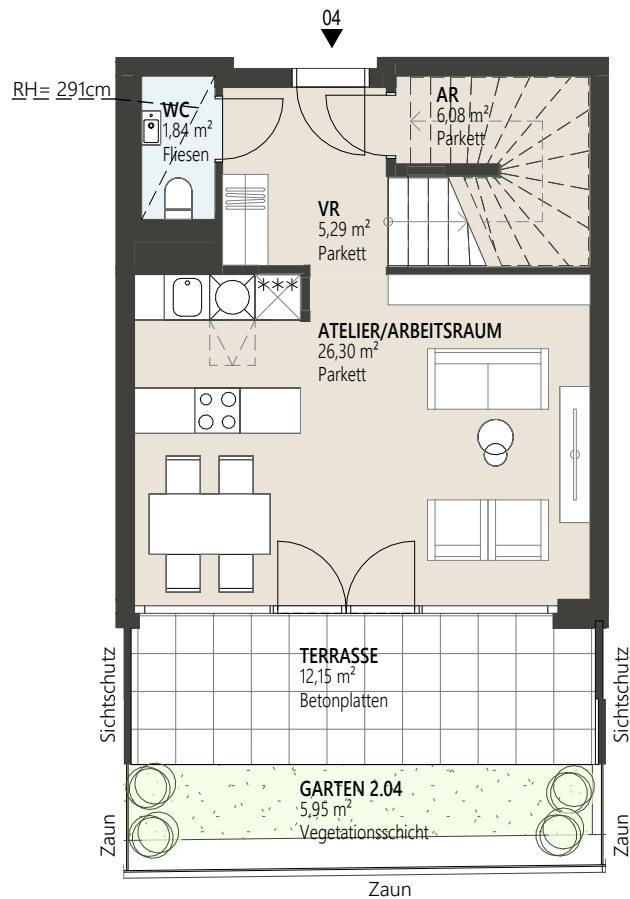 04
RH= 291cm
WC
1,84 m²
Fliesen
AR
6,08 m²
Parkett
VR
5,29 m²
Parkett
ATELIER/ARBEITSRAUM
26,30 m²
Parkett
TERRASSE
12,15 m²
Betonplatten
Sichtschutz
Sichtschutz
GARTEN 2.04
5,95 m²
Vegetationsschicht
Zaun
Zaun
Zaun